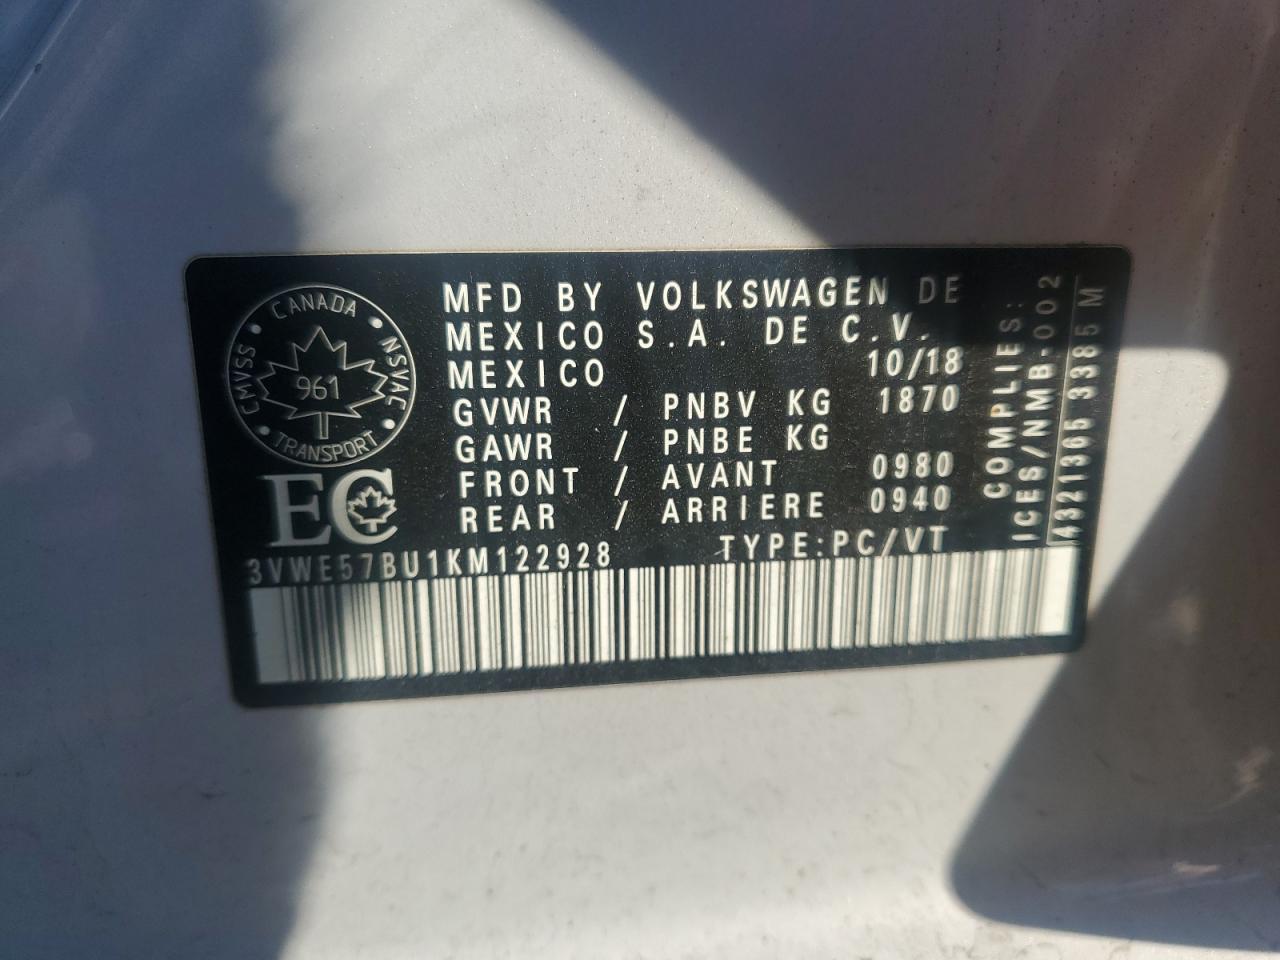 CANADA
CMVSS
NSVAC
961
TRANSPORT
EC
MFD BY VOLKSWAGEN DE
MEXICO S.A. DE C.V.
MEXICO 10/18
GVWR / PNBV KG 1870
GAWR / PNBE KG
FRONT / AVANT 0980
REAR / ARRIERE 0940
3VWE57BU1KM122928 TYPE:PC/VT
COMPLIES:
ICES/NMB-002
4321365 3385 M